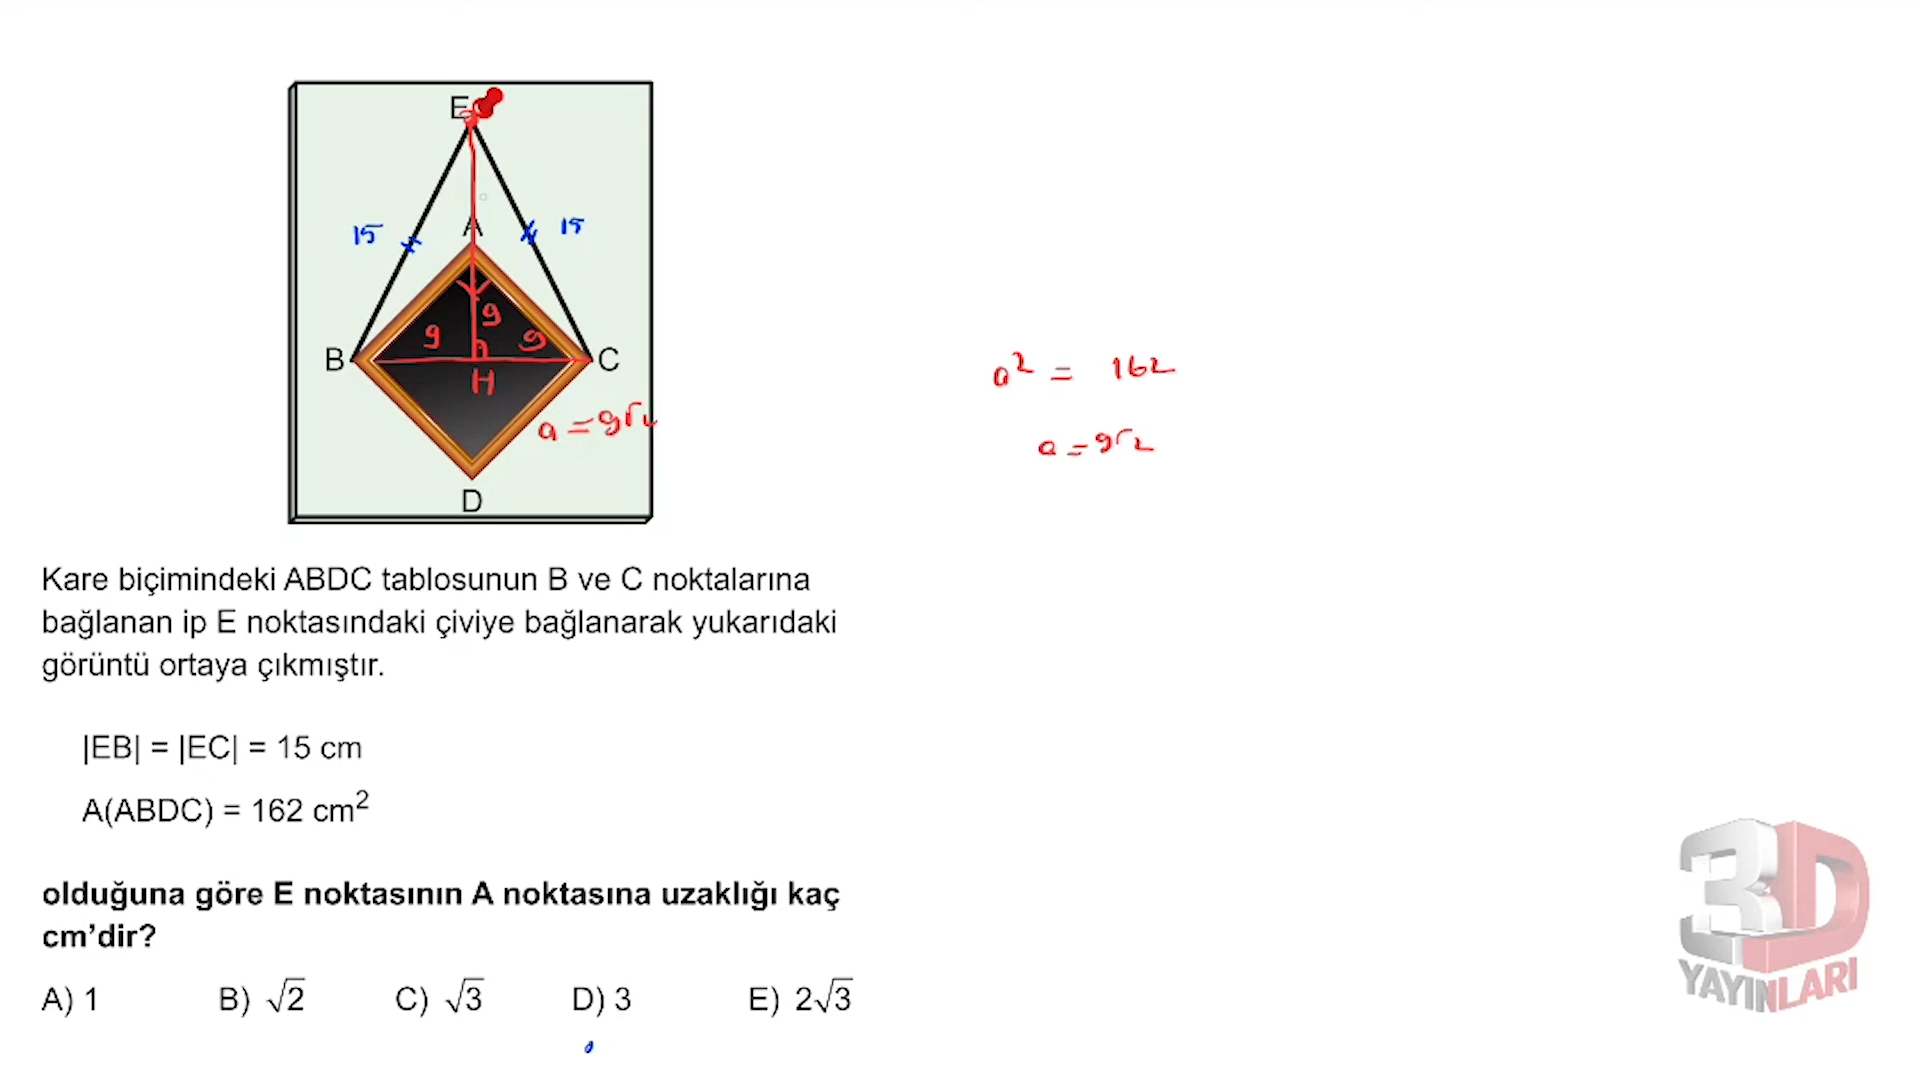 E
15
15
A
9
9
9
B
C
H
a = 9√2
D
a² = 162
a = 9√2
Kare biçimindeki ABDC tablosunun B ve C noktalarına
bağlanan ip E noktasındaki çiviye bağlanarak yukarıdaki
görüntü ortaya çıkmıştır.
|EB| = |EC| = 15 cm
A(ABDC) = 162 cm²
olduğuna göre E noktasının A noktasına uzaklığı kaç
cm'dir?
A) 1 B) √2 C) √3 D) 3 E) 2√3
3D
YAYINLARI